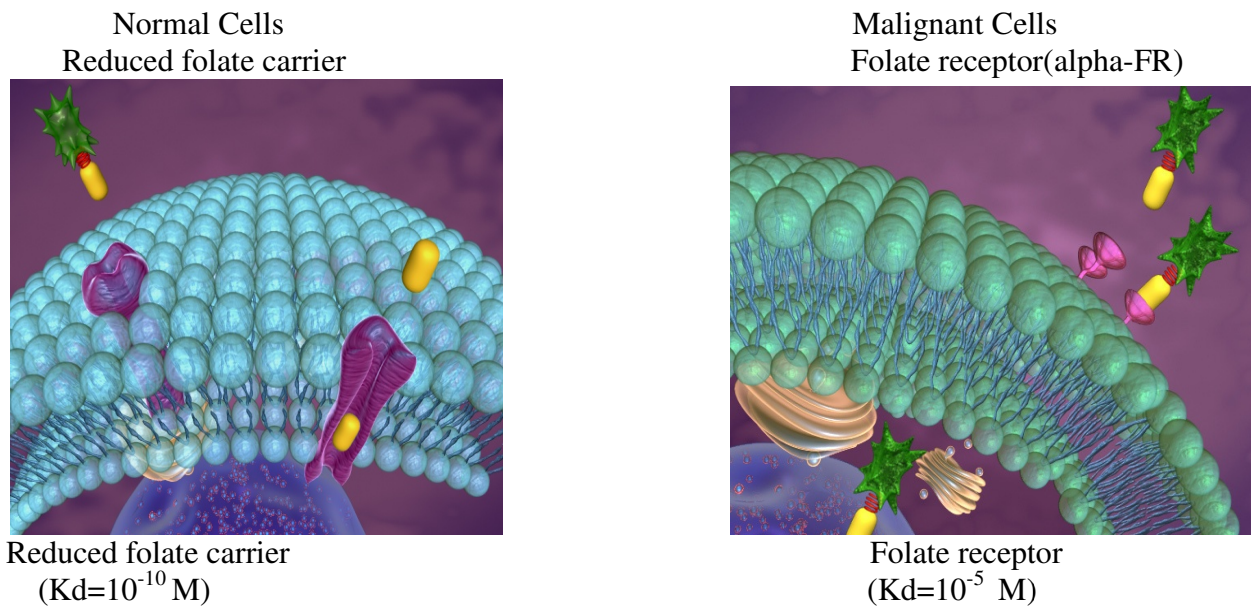 Normal Cells
Reduced folate carrier
Malignant Cells
Folate receptor(alpha-FR)
Reduced folate carrier
(Kd=10⁻¹⁰ M)
Folate receptor
(Kd=10⁻⁵ M)